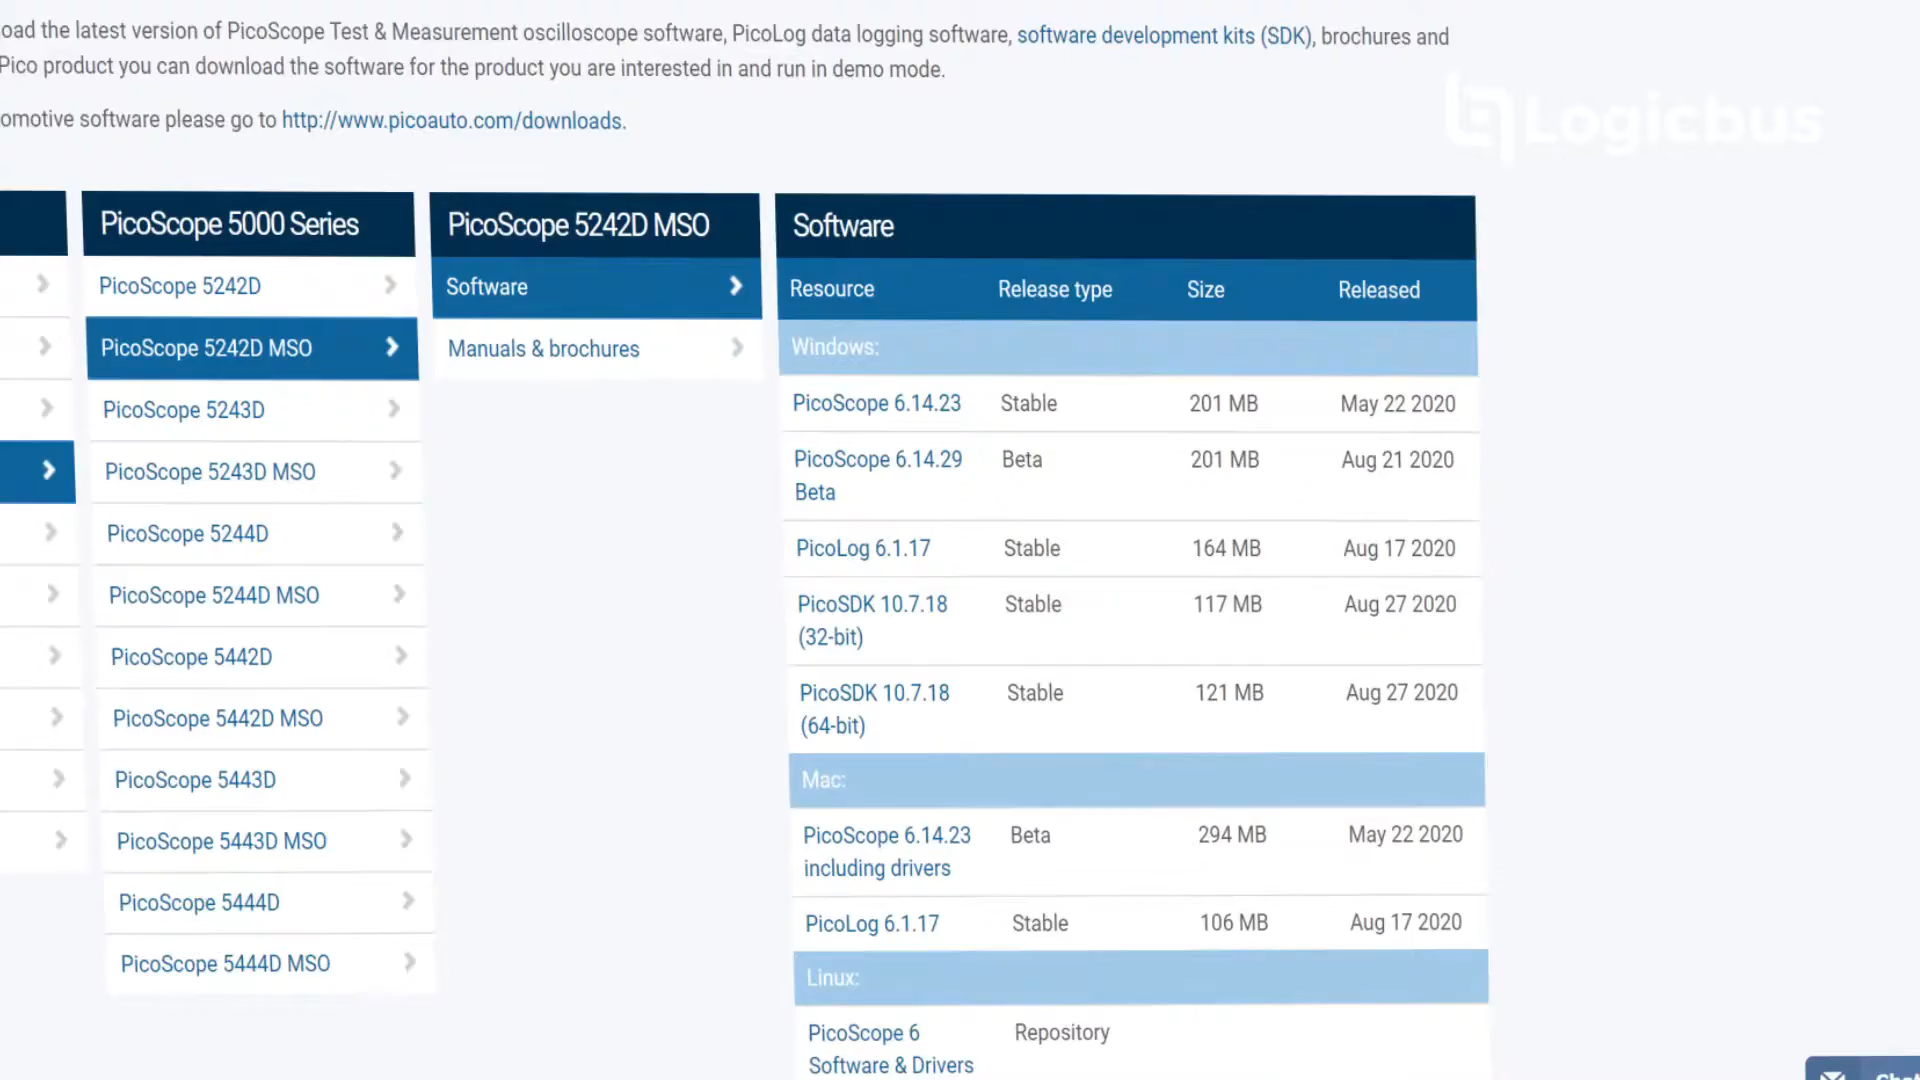 oad the latest version of PicoScope Test & Measurement oscilloscope software, PicoLog data logging software, software development kits (SDK), brochures and
Pico product you can download the software for the product you are interested in and run in demo mode.
omotive software please go to http://www.picoauto.com/downloads.
Logicbus
PicoScope 5000 Series
PicoScope 5242D
PicoScope 5242D MSO
PicoScope 5243D
PicoScope 5243D MSO
PicoScope 5244D
PicoScope 5244D MSO
PicoScope 5442D
PicoScope 5442D MSO
PicoScope 5443D
PicoScope 5443D MSO
PicoScope 5444D
PicoScope 5444D MSO
PicoScope 5242D MSO
Software
Manuals & brochures
Software
Resource Release type Size Released
Windows:
PicoScope 6.14.23 Stable 201 MB May 22 2020
PicoScope 6.14.29 Beta 201 MB Aug 21 2020
Beta
PicoLog 6.1.17 Stable 164 MB Aug 17 2020
PicoSDK 10.7.18 Stable 117 MB Aug 27 2020
(32-bit)
PicoSDK 10.7.18 Stable 121 MB Aug 27 2020
(64-bit)
Mac:
PicoScope 6.14.23 Beta 294 MB May 22 2020
including drivers
PicoLog 6.1.17 Stable 106 MB Aug 17 2020
Linux:
PicoScope 6 Repository
Software & Drivers